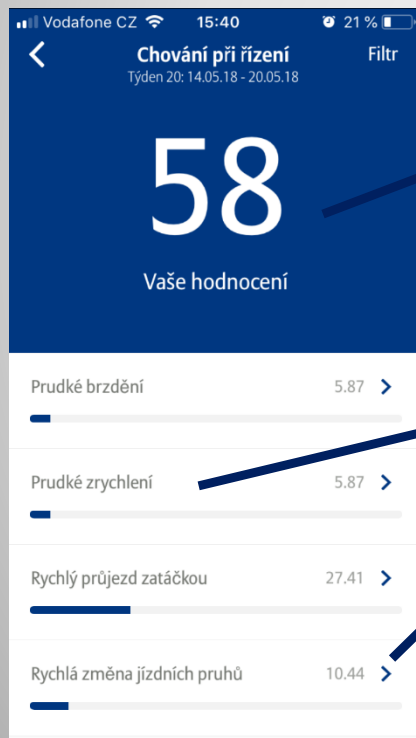 Vodafone CZ 15:40 21 %
Chování při řízení Filtr
Týden 20: 14.05.18 - 20.05.18
58
Vaše hodnocení
Prudké brzdění 5.87
Prudké zrychlení 5.87
Rychlý průjezd zatáčkou 27.41
Rychlá změna jízdních pruhů 10.44